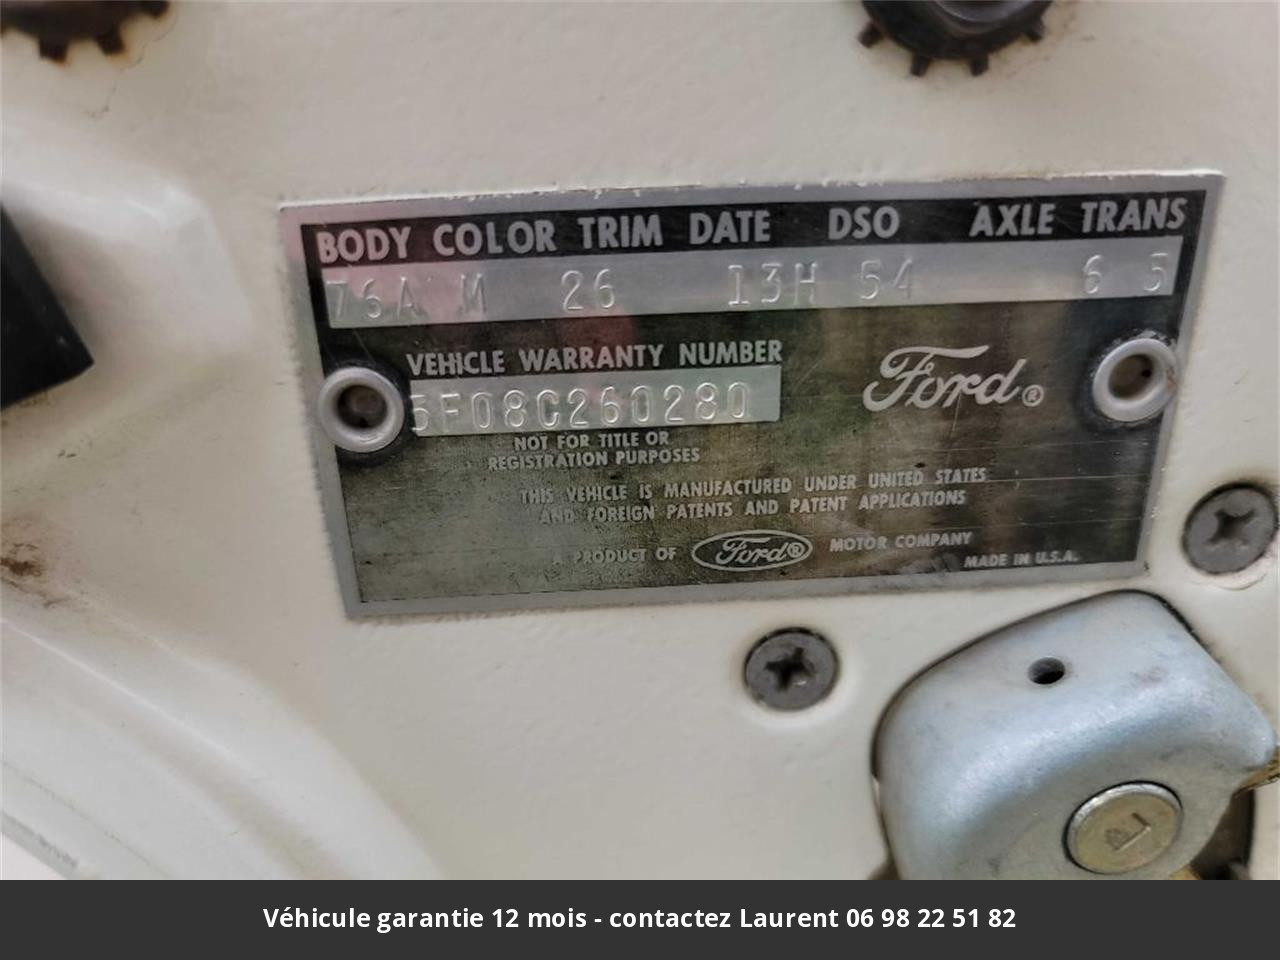 BODY COLOR TRIM DATE DSO AXLE TRANS
76A M 26 13H 54 6 5
VEHICLE WARRANTY NUMBER
5F08C260280
Ford®
NOT FOR TITLE OR
REGISTRATION PURPOSES
THIS VEHICLE IS MANUFACTURED UNDER UNITED STATES
AND FOREIGN PATENTS AND PATENT APPLICATIONS
A PRODUCT OF Ford® MOTOR COMPANY
MADE IN U.S.A.
Véhicule garantie 12 mois - contactez Laurent 06 98 22 51 82